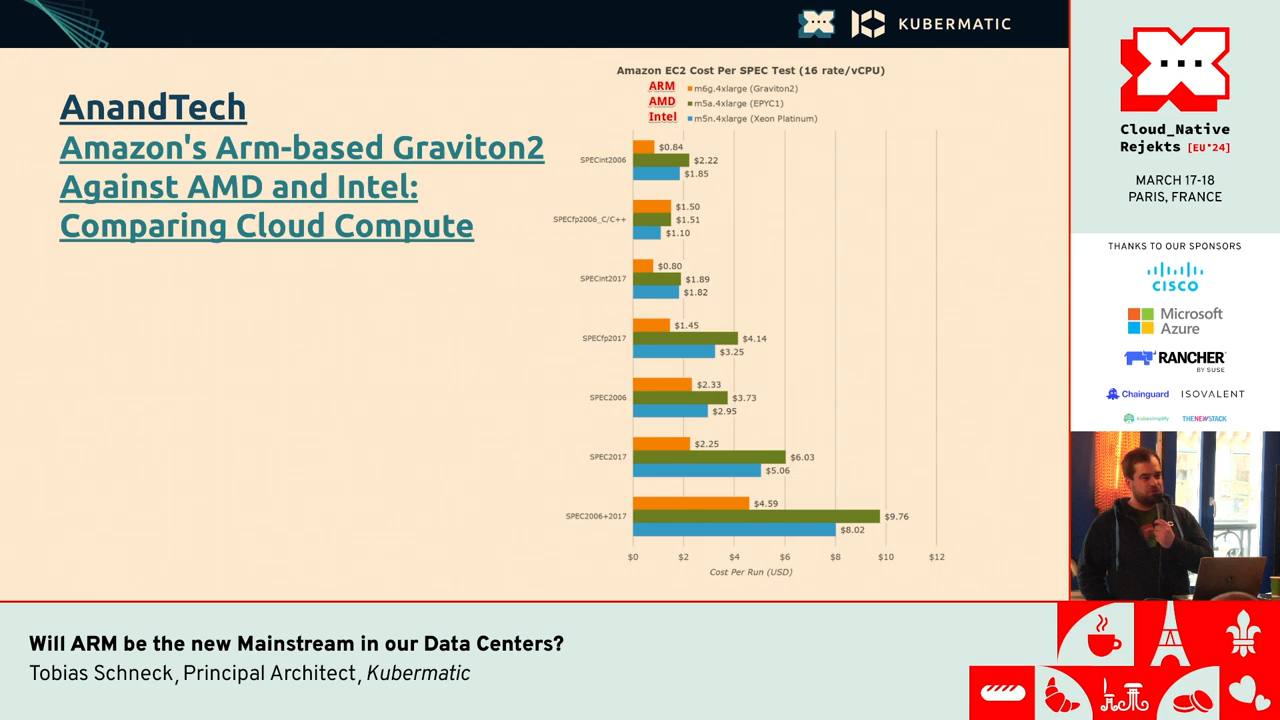 KUBERMATIC
AnandTech
Amazon's Arm-based Graviton2
Against AMD and Intel:
Comparing Cloud Compute
Amazon EC2 Cost Per SPEC Test (16 rate/vCPU)
ARM m6g.4xlarge (Graviton2)
AMD m5a.4xlarge (EPYC1)
Intel m5n.4xlarge (Xeon Platinum)
SPECint2006
$0.84
$2.22
$1.85
SPECfp2006_C/C++
$1.50
$1.51
$1.10
SPECint2017
$0.80
$1.89
$1.82
SPECfp2017
$1.45
$4.14
$3.25
SPEC2006
$2.33
$3.73
$2.95
SPEC2017
$2.25
$6.03
$5.06
SPEC2006+2017
$4.59
$9.76
$8.02
$0 $2 $4 $6 $8 $10 $12
Cost Per Run (USD)
Cloud_Native
Rejekts [EU'24]
MARCH 17-18
PARIS, FRANCE
THANKS TO OUR SPONSORS
CISCO
Microsoft
Azure
RANCHER
BY SUSE
Chainguard ISOVALENT
kubesimplify THENEWSTACK
Will ARM be the new Mainstream in our Data Centers?
Tobias Schneck, Principal Architect, Kubermatic